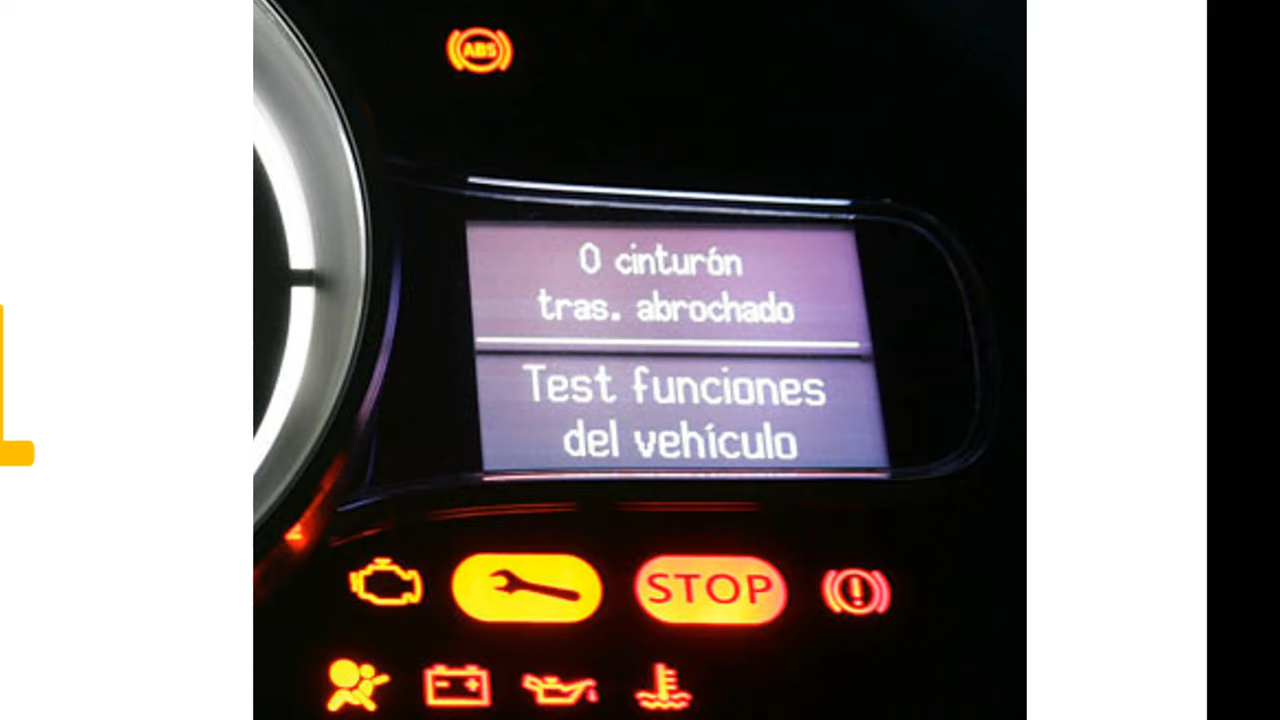 ABS
0 cinturón
tras. abrochado
Test funciones
del vehículo
STOP